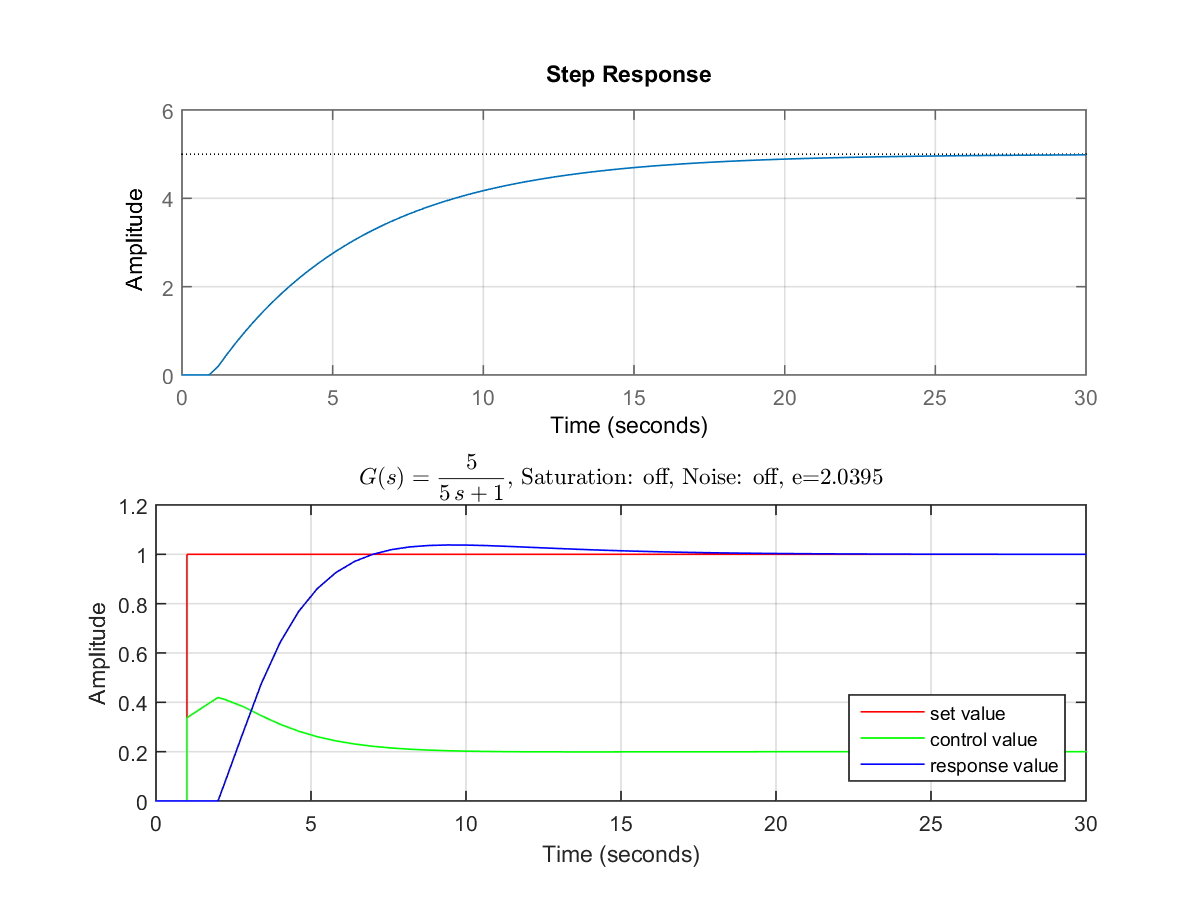 Step Response
6
4
2
0
Amplitude
0 5 10 15 20 25 30
Time (seconds)
G(s) = 5/(5 s + 1), Saturation: off, Noise: off, e=2.0395
1.2
1
0.8
0.6
0.4
0.2
0
Amplitude
set value
control value
response value
0 5 10 15 20 25 30
Time (seconds)